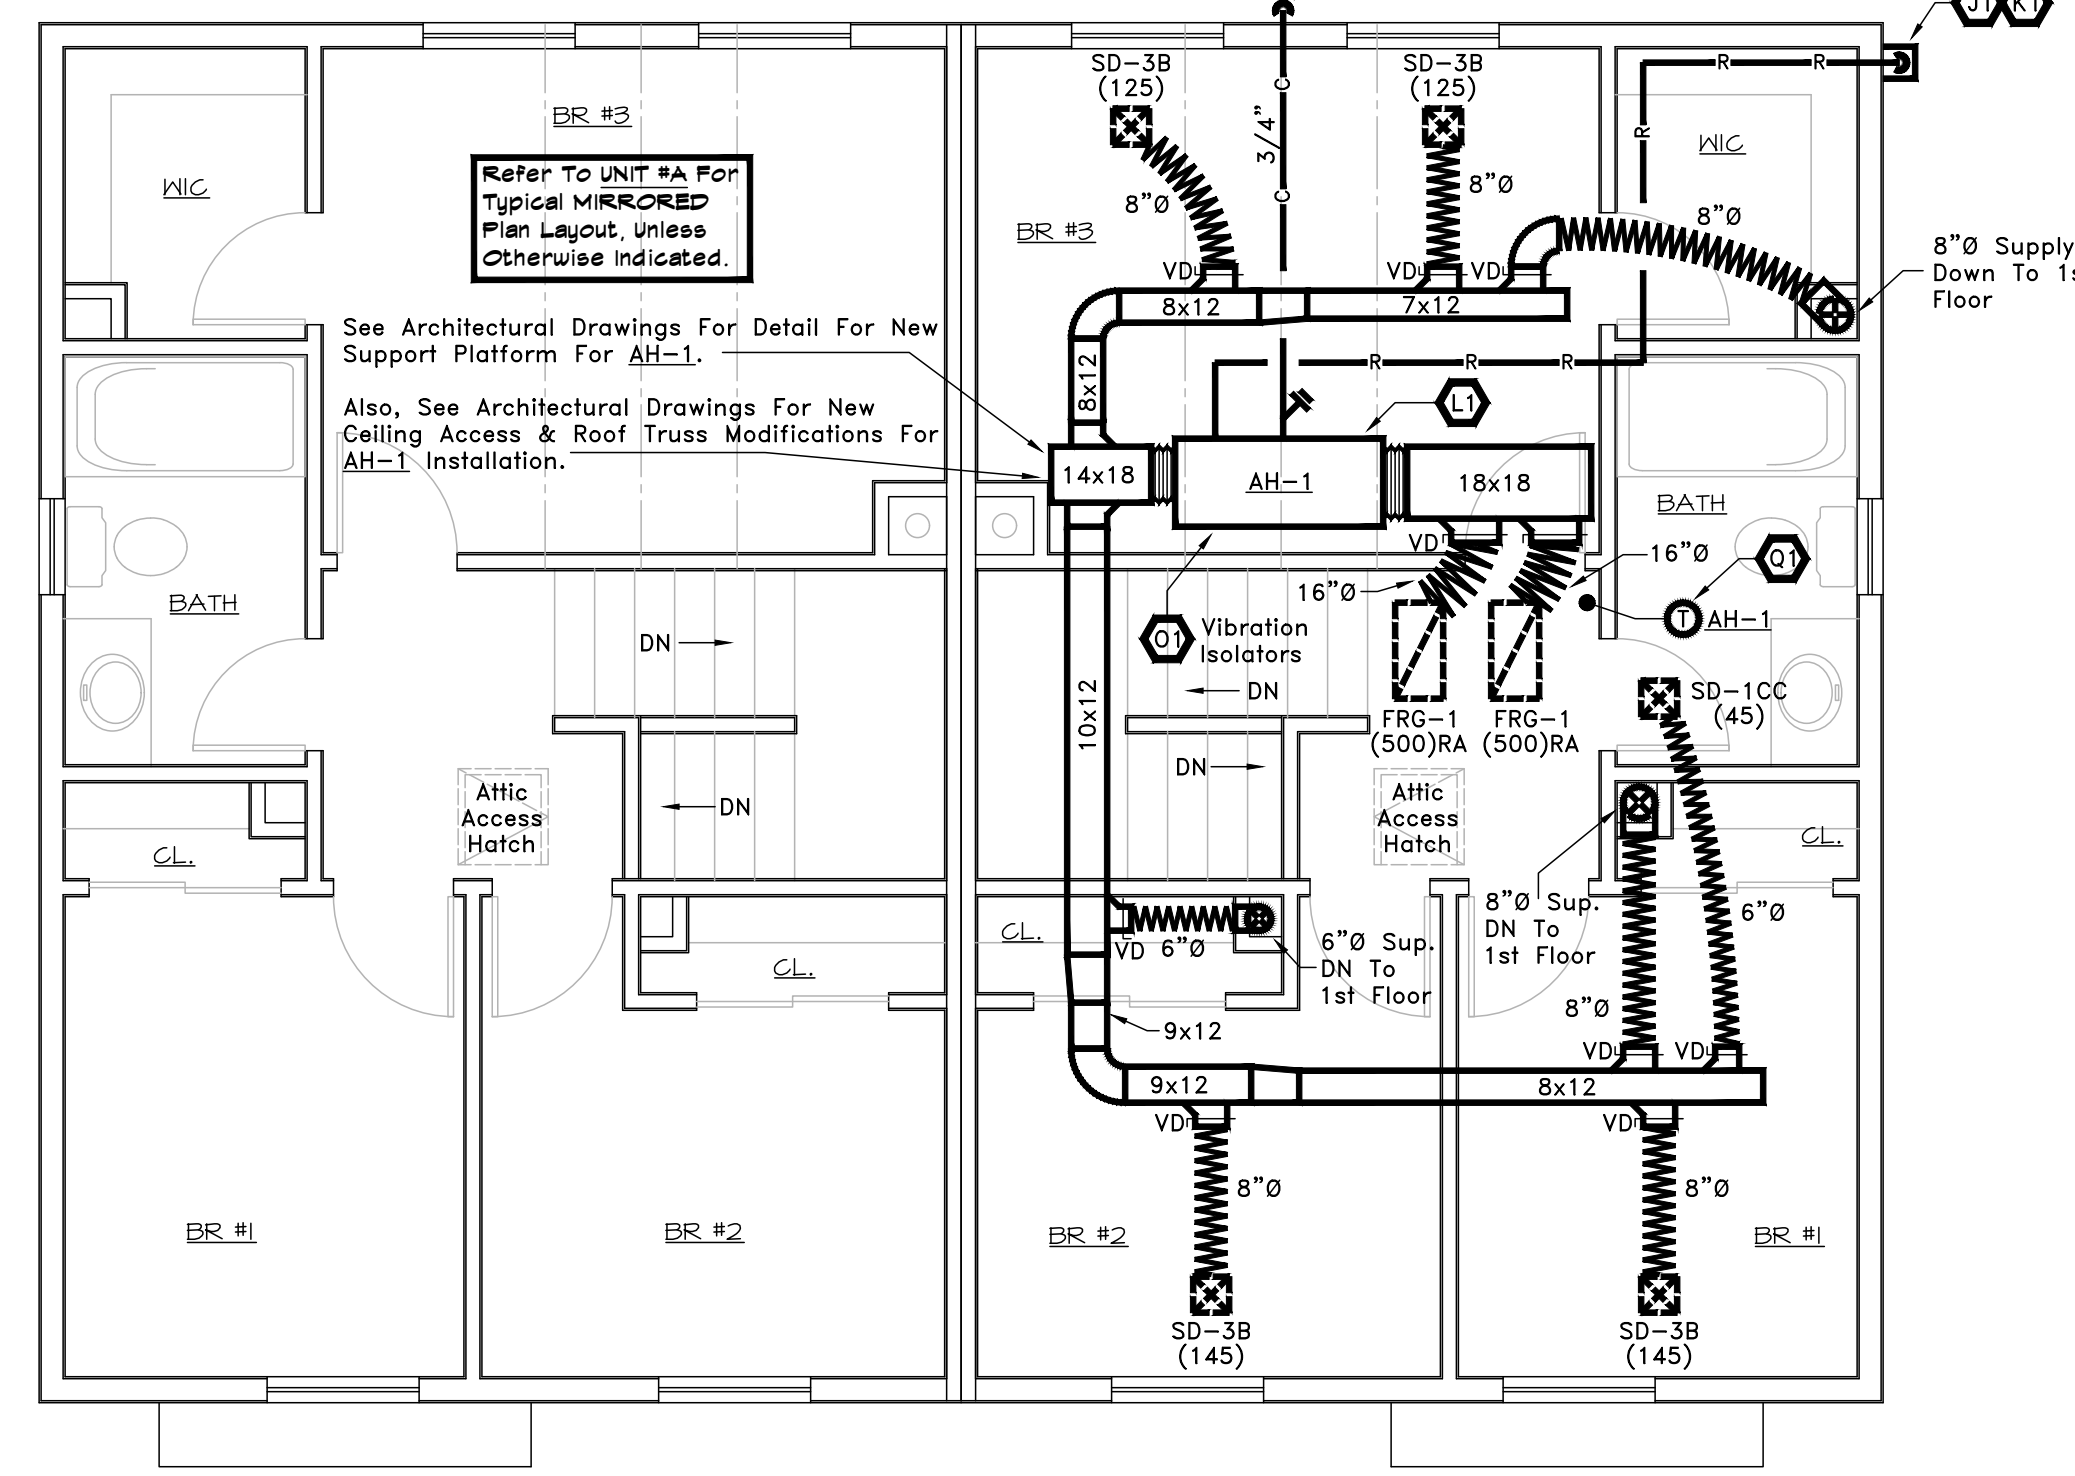 J1 K1
SD-3B
(125)
SD-3B
(125)
R R
C
3/4"
R
C
BR #3
WIC
WIC
Refer To UNIT #A For
Typical MIRRORED
Plan Layout, Unless
Otherwise Indicated.
8"Ø
8"Ø
8"Ø
BR #3
8"Ø Supply
Down To 1s
Floor
VD
VD
VD
8x12
7x12
See Architectural Drawings For Detail For New
Support Platform For AH-1.
8x12
R R R
Also, See Architectural Drawings For New
Ceiling Access & Roof Truss Modifications For
AH-1 Installation.
L1
14x18
AH-1
18x18
BATH
VD
16"Ø
Q1
16"Ø
BATH
T
AH-1
O1
Vibration
Isolators
DN
DN
10x12
SD-1CC
(45)
FRG-1
(500)RA
FRG-1
(500)RA
DN
DN
Attic
Access
Hatch
Attic
Access
Hatch
CL.
CL.
CL.
CL.
VD
6"Ø
6"Ø Sup.
DN To
1st Floor
8"Ø Sup.
DN To
1st Floor
6"Ø
8"Ø
9x12
VD
VD
9x12
8x12
VD
VD
8"Ø
8"Ø
BR #1
BR #2
BR #2
BR #1
SD-3B
(145)
SD-3B
(145)